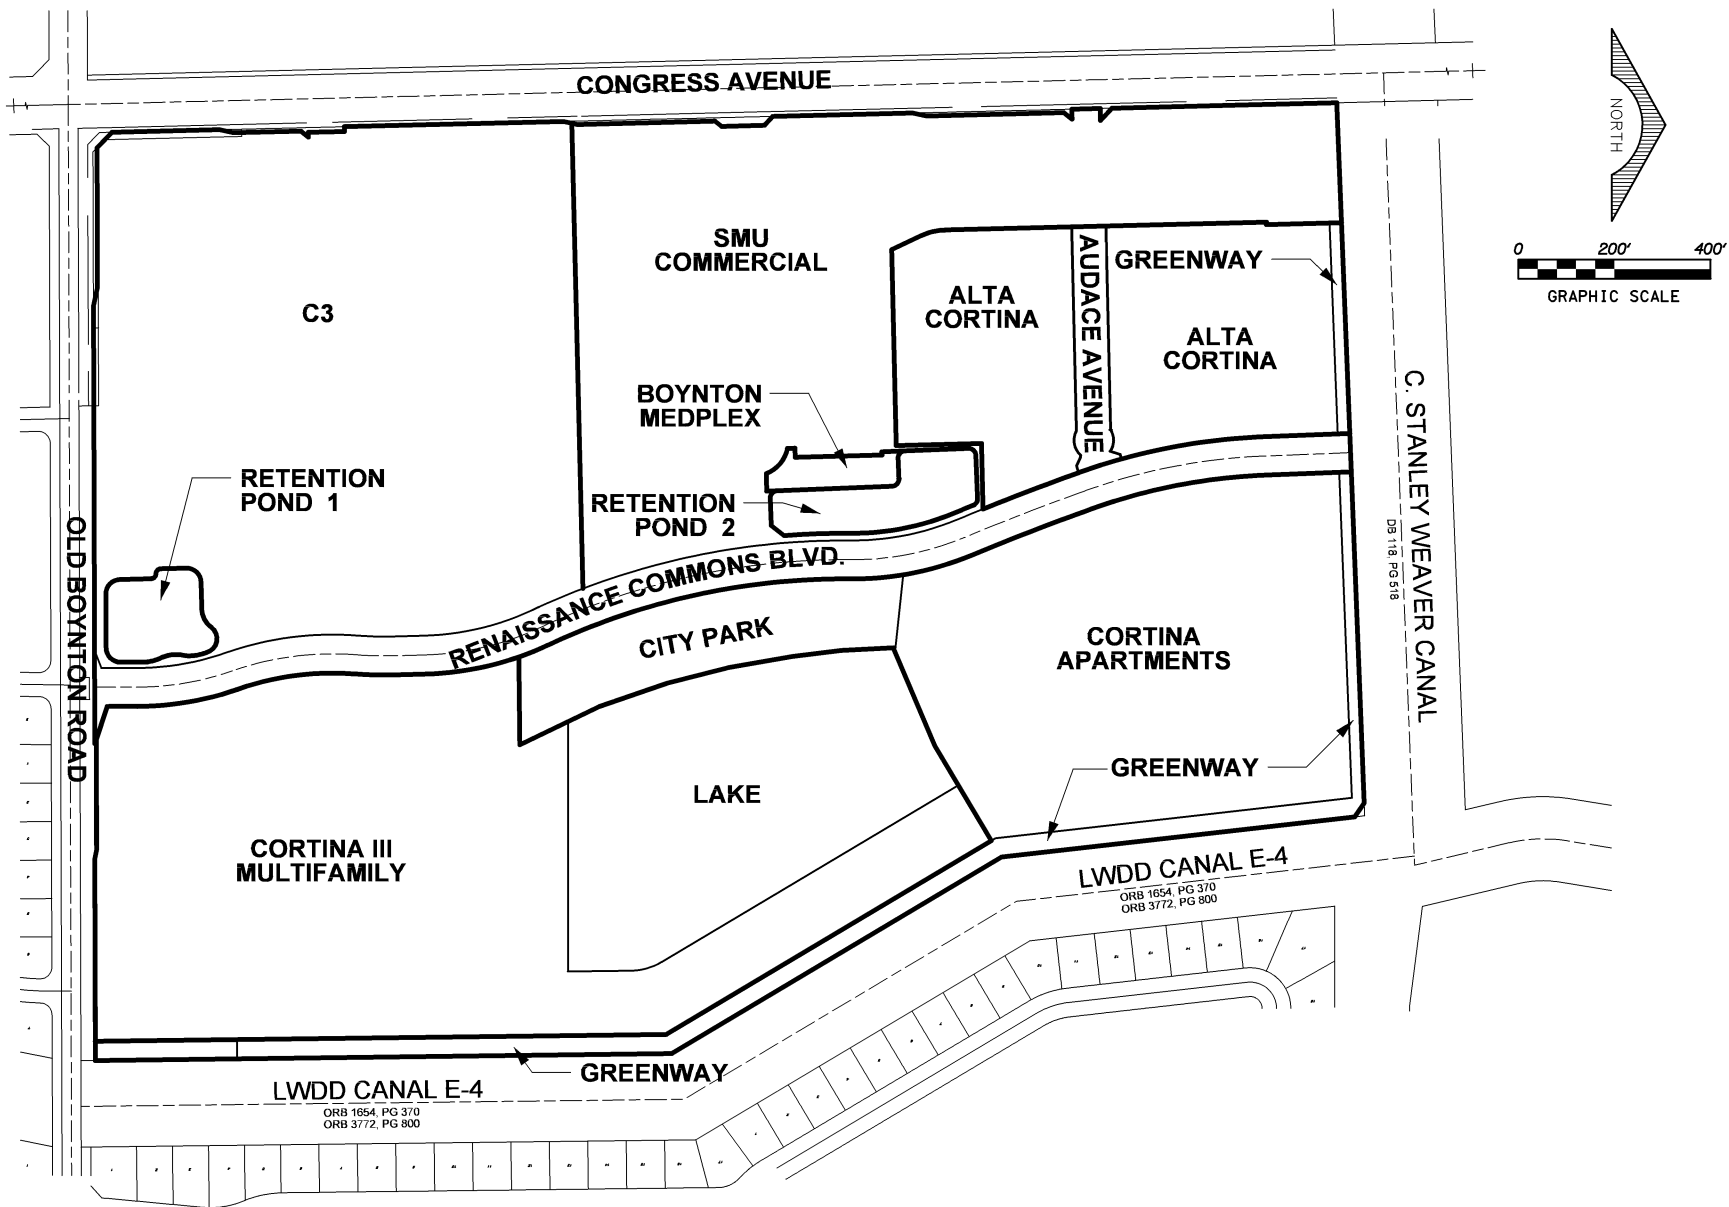 CONGRESS AVENUE
NORTH
0 200' 400'
GRAPHIC SCALE
SMU
COMMERCIAL
C3
ALTA
CORTINA
AUDACE AVENUE
GREENWAY
ALTA
CORTINA
BOYNTON
MEDPLEX
RETENTION
POND 2
RETENTION
POND 1
OLD BOYNTON ROAD
RENAISSANCE COMMONS BLVD.
CITY PARK
CORTINA
APARTMENTS
C. STANLEY WEAVER CANAL
DB 118, PG 518
GREENWAY
LAKE
CORTINA III
MULTIFAMILY
LWDD CANAL E-4
ORB 1654, PG 370
ORB 3772, PG 800
GREENWAY
LWDD CANAL E-4
ORB 1654, PG 370
ORB 3772, PG 800